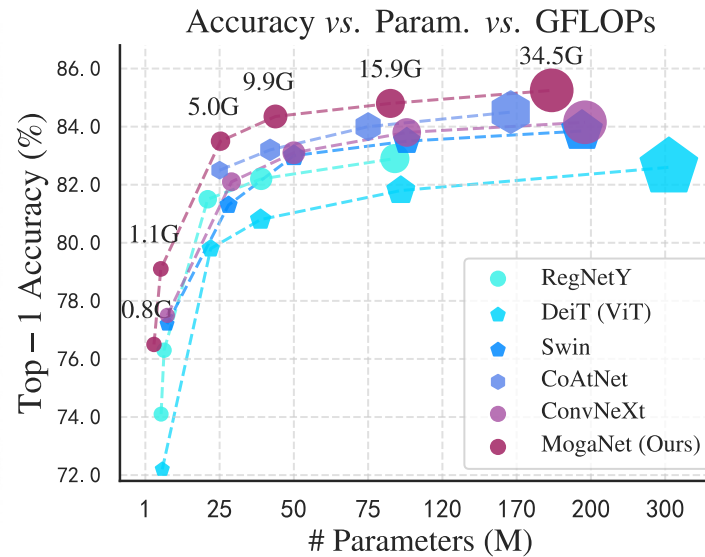 Accuracy vs. Param. vs. GFLOPs
34.5G
15.9G
9.9G
5.0G
1.1G
0.8G
86.0
84.0
82.0
80.0
78.0
76.0
74.0
72.0
Top−1 Accuracy (%)
RegNetY
DeiT (ViT)
Swin
CoAtNet
ConvNeXt
MogaNet (Ours)
1 25 50 75 120 170 200 300
# Parameters (M)